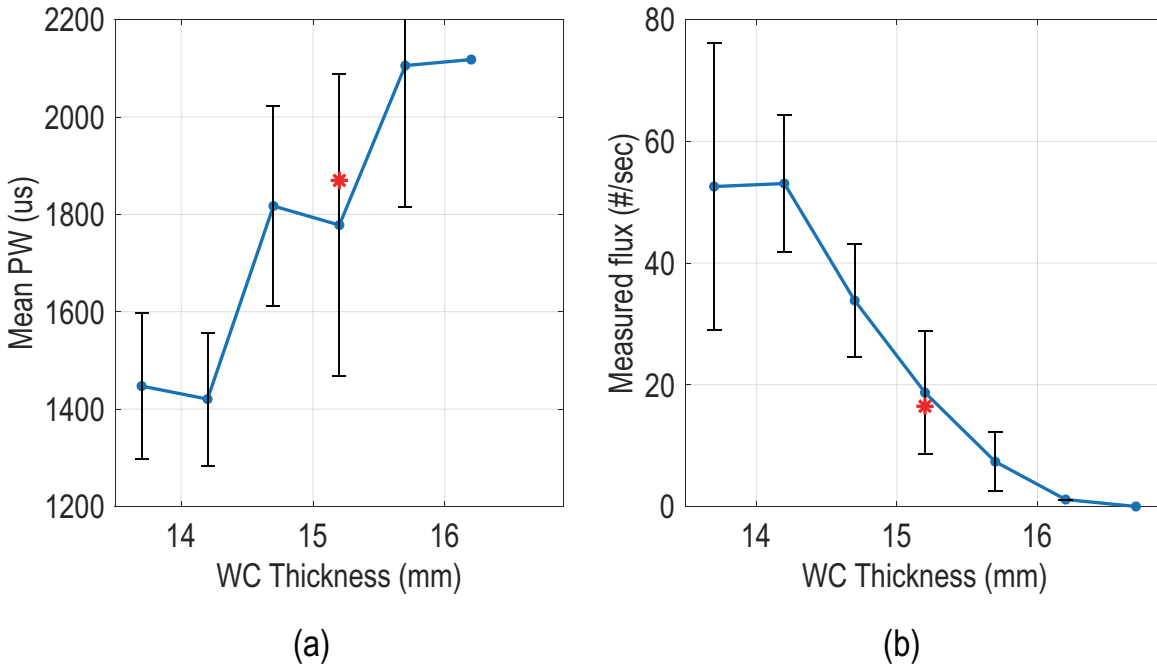 2200
2000
1800
1600
1400
1200
Mean PW (us)
14 15 16
WC Thickness (mm)
(a)
80
60
40
20
0
Measured flux (#/sec)
14 15 16
WC Thickness (mm)
(b)